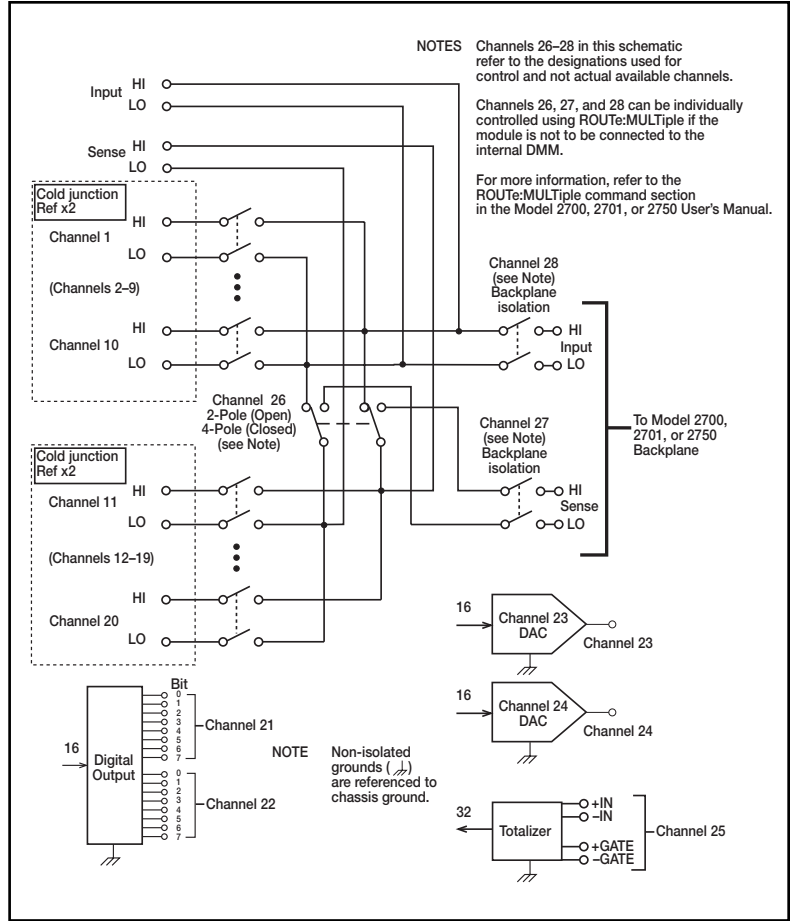 NOTES Channels 26–28 in this schematic
refer to the designations used for
control and not actual available channels.
Channels 26, 27, and 28 can be individually
controlled using ROUTe:MULTiple if the
module is not to be connected to the
internal DMM.
For more information, refer to the
ROUTe:MULTiple command section
in the Model 2700, 2701, or 2750 User's Manual.
Input HI
LO
Sense HI
LO
Cold junction
Ref x2
HI
Channel 1
LO
(Channels 2–9)
HI
Channel 10
LO
Channel 28
(see Note)
Backplane
isolation
HI
Input
LO
Channel 26
2-Pole (Open)
4-Pole (Closed)
(see Note)
Channel 27
(see Note)
Backplane
isolation
HI
Sense
LO
To Model 2700,
2701, or 2750
Backplane
Cold junction
Ref x2
HI
Channel 11
LO
(Channels 12–19)
HI
Channel 20
LO
16
Channel 23
DAC
Channel 23
16
Channel 24
DAC
Channel 24
Bit
0
1
2
3
4
5
6
7
Channel 21
16
Digital
Output
0
1
2
3
4
5
6
7
Channel 22
NOTE Non-isolated
grounds ( )
are referenced to
chassis ground.
32
Totalizer
+IN
–IN
+GATE
–GATE
Channel 25